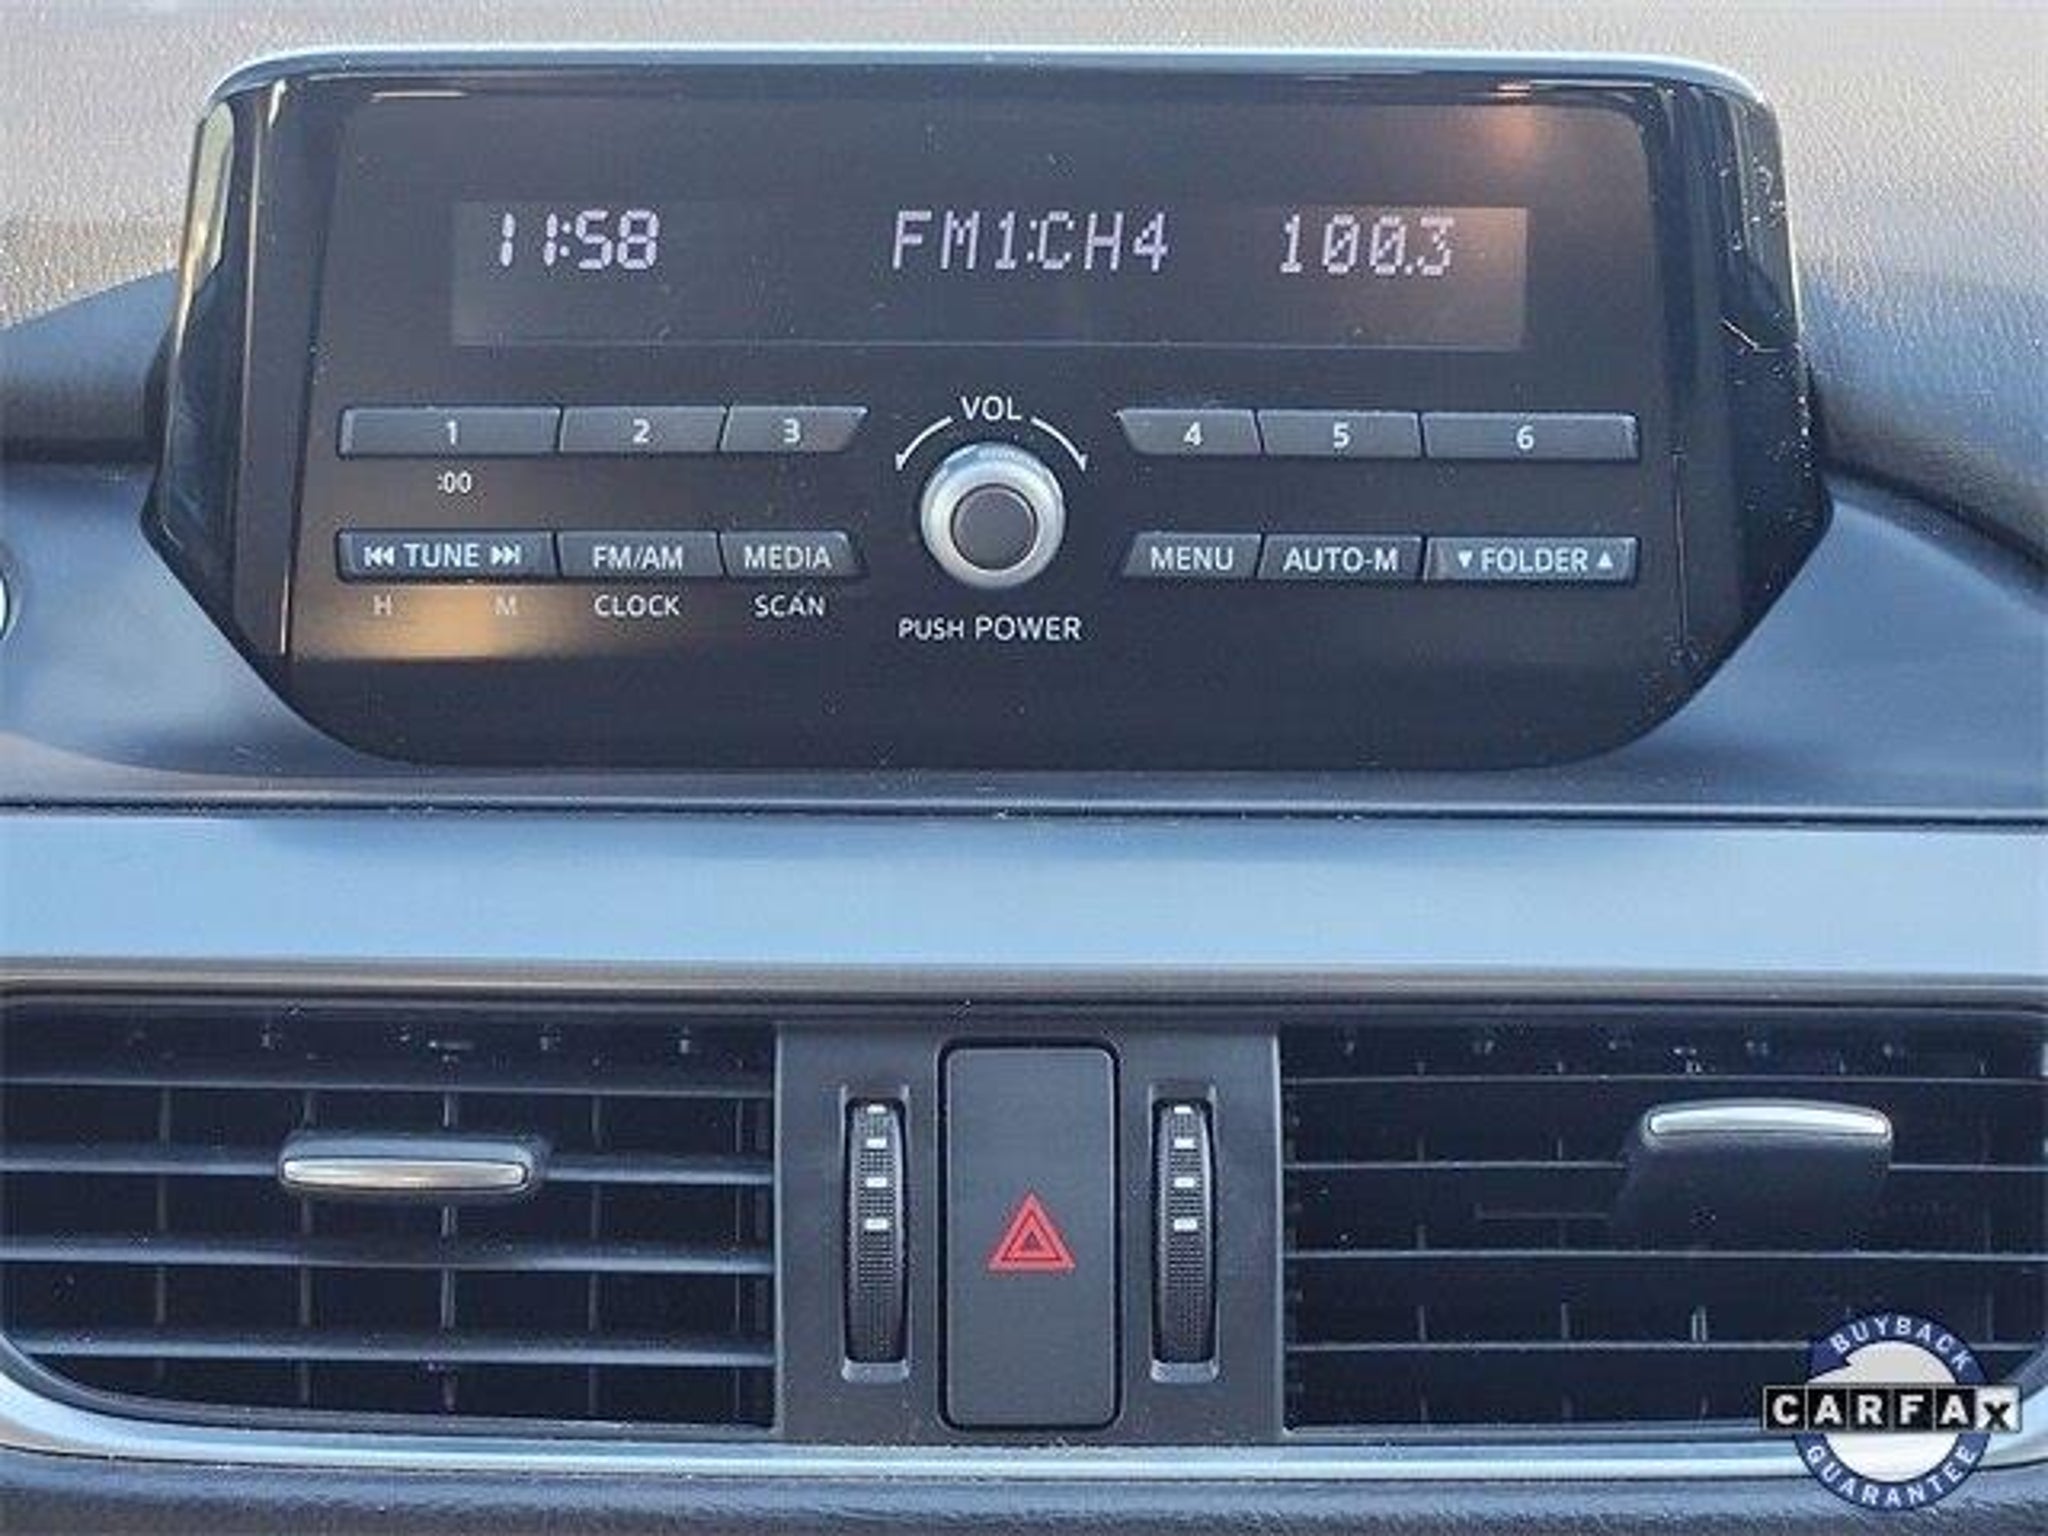 11:58 FM1:CH4 100.3
VOL
1 2 3 4 5 6
:00
⏮ TUNE ⏭ FM/AM MEDIA MENU AUTO-M ▼ FOLDER ▲
H M CLOCK SCAN
PUSH POWER
BUYBACK
CARFAX
GUARANTEE